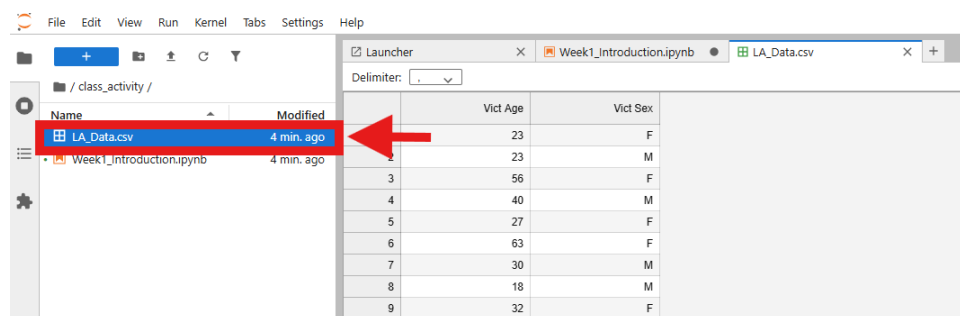 File Edit View Run Kernel Tabs Settings Help
+
/ class_activity /
Name Modified
LA_Data.csv 4 min. ago
Week1_Introduction.ipynb 4 min. ago
Launcher × Week1_Introduction.ipynb LA_Data.csv × +
Delimiter: ,
Vict Age Vict Sex
23 F
2 23 M
3 56 F
4 40 M
5 27 F
6 63 F
7 30 M
8 18 M
9 32 F